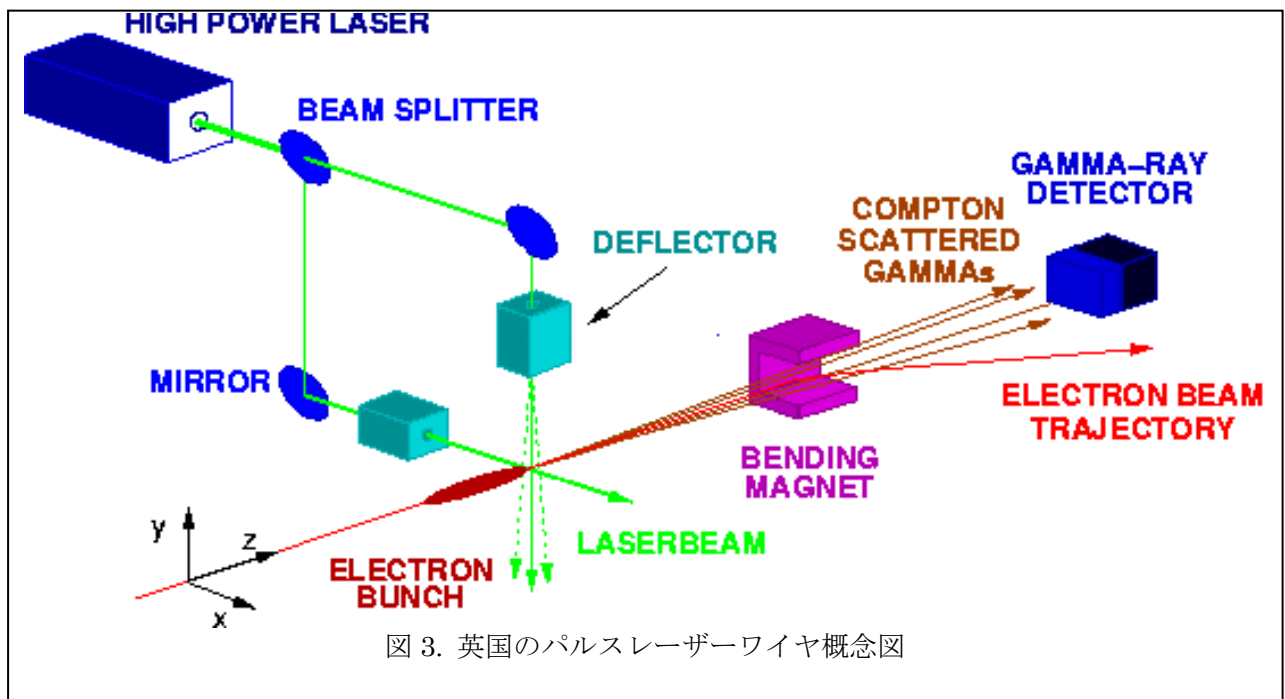 HIGH POWER LASER
BEAM SPLITTER
GAMMA–RAY
DETECTOR
COMPTON
SCATTERED
GAMMAs
DEFLECTOR
MIRROR
ELECTRON BEAM
TRAJECTORY
BENDING
MAGNET
LASERBEAM
y
z
x
ELECTRON
BUNCH
図 3. 英国のパルスレーザーワイヤ概念図